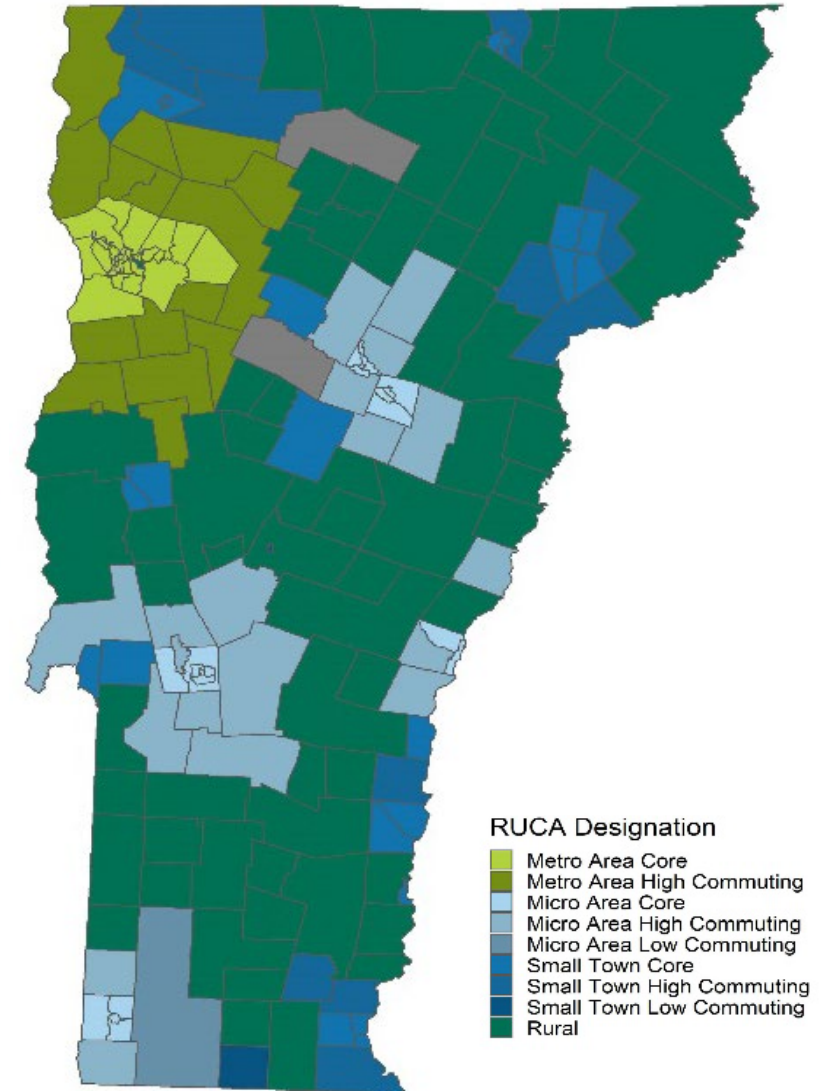 RUCA Designation
Metro Area Core
Metro Area High Commuting
Micro Area Core
Micro Area High Commuting
Micro Area Low Commuting
Small Town Core
Small Town High Commuting
Small Town Low Commuting
Rural